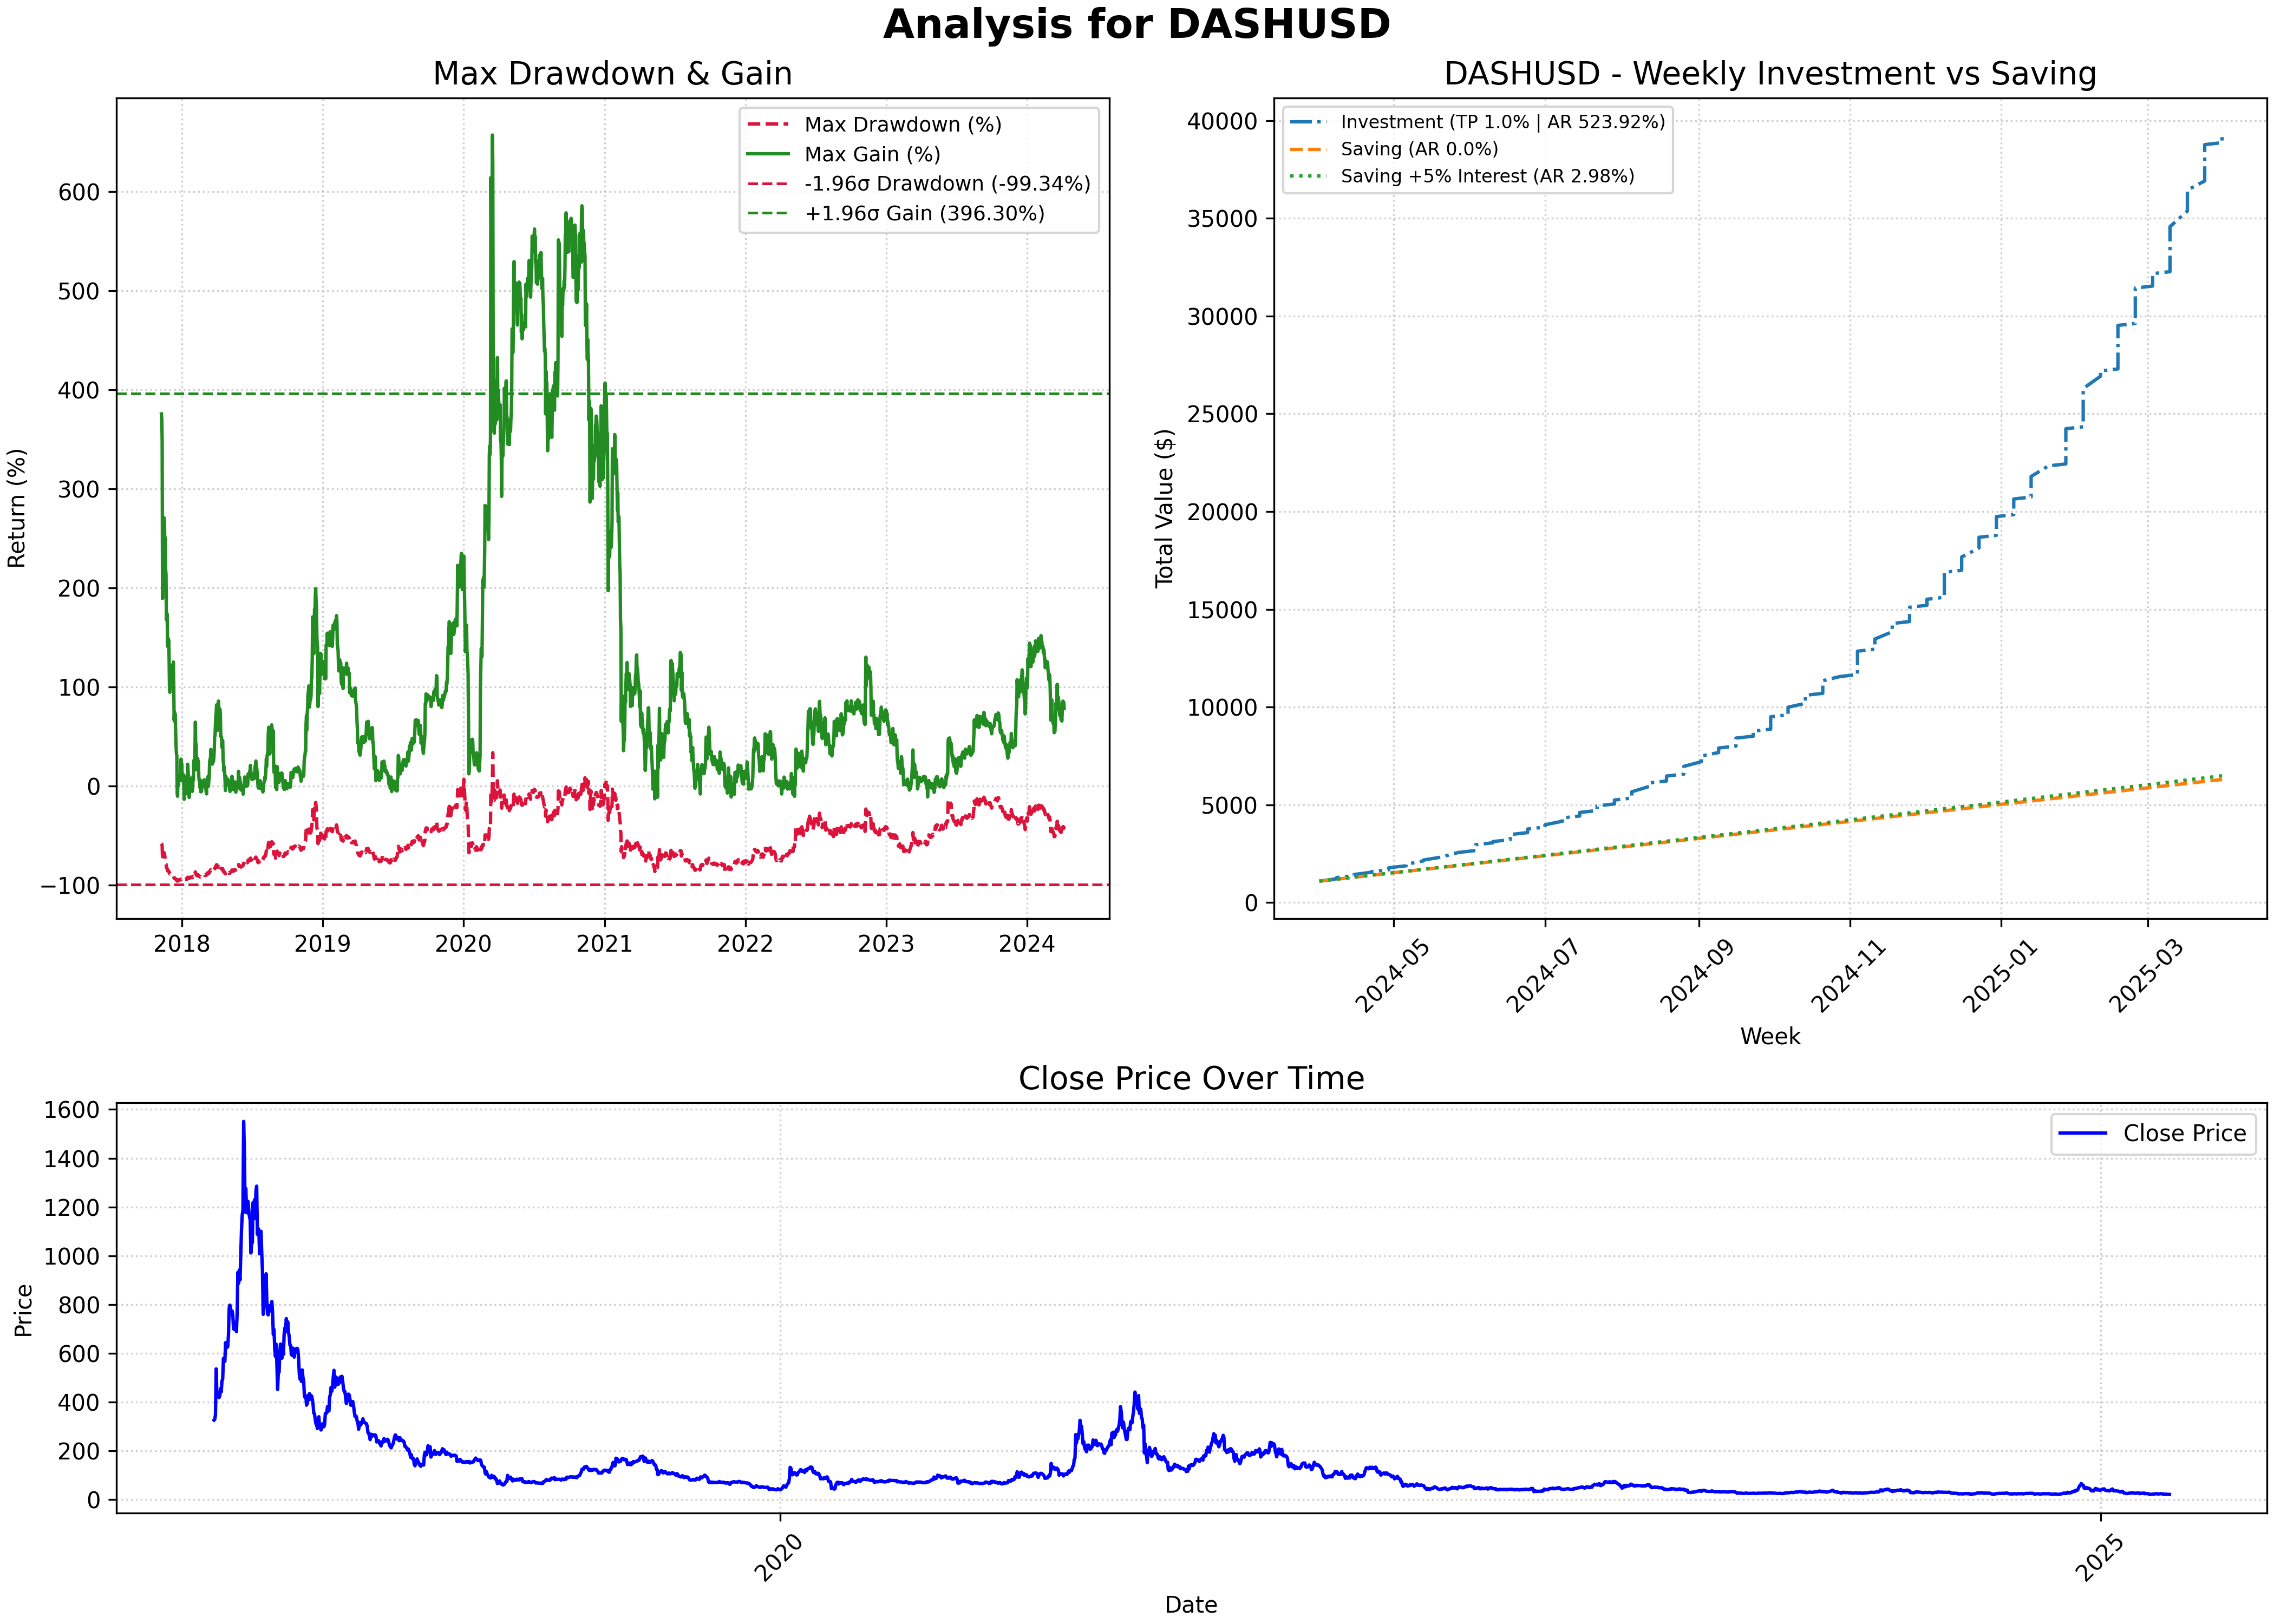 Analysis for DASHUSD
Max Drawdown & Gain
Return (%)
600
500
400
300
200
100
0
−100
2018
2019
2020
2021
2022
2023
2024
Max Drawdown (%)
Max Gain (%)
-1.96σ Drawdown (-99.34%)
+1.96σ Gain (396.30%)
DASHUSD - Weekly Investment vs Saving
Total Value ($)
40000
35000
30000
25000
20000
15000
10000
5000
0
Investment (TP 1.0% | AR 523.92%)
Saving (AR 0.0%)
Saving +5% Interest (AR 2.98%)
2024-05
2024-07
2024-09
2024-11
2025-01
2025-03
Week
Close Price Over Time
Price
1600
1400
1200
1000
800
600
400
200
0
Close Price
2020
2025
Date